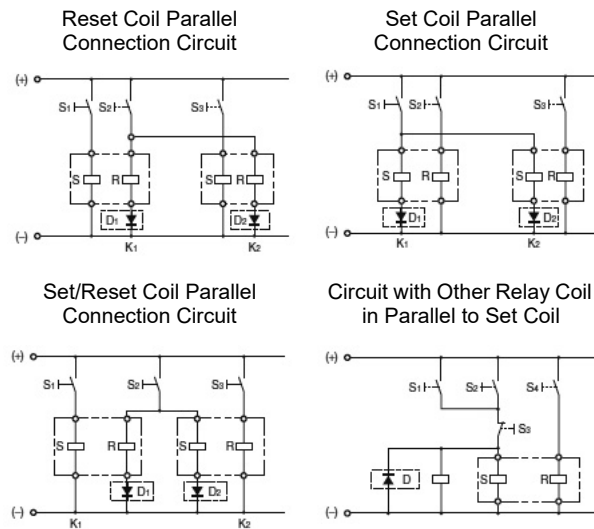 Reset Coil Parallel
Connection Circuit
(+)
S1 S2 S3
S R S R
D1 D2
(–)
K1 K2
Set Coil Parallel
Connection Circuit
(+)
S1 S2 S3
S R S R
D1 D2
(–)
K1 K2
Set/Reset Coil Parallel
Connection Circuit
(+)
S1 S2 S3
S R S R
D1 D2
(–)
K1 K2
Circuit with Other Relay Coil
in Parallel to Set Coil
(+)
S1 S2 S4
S3
D S R
(–)